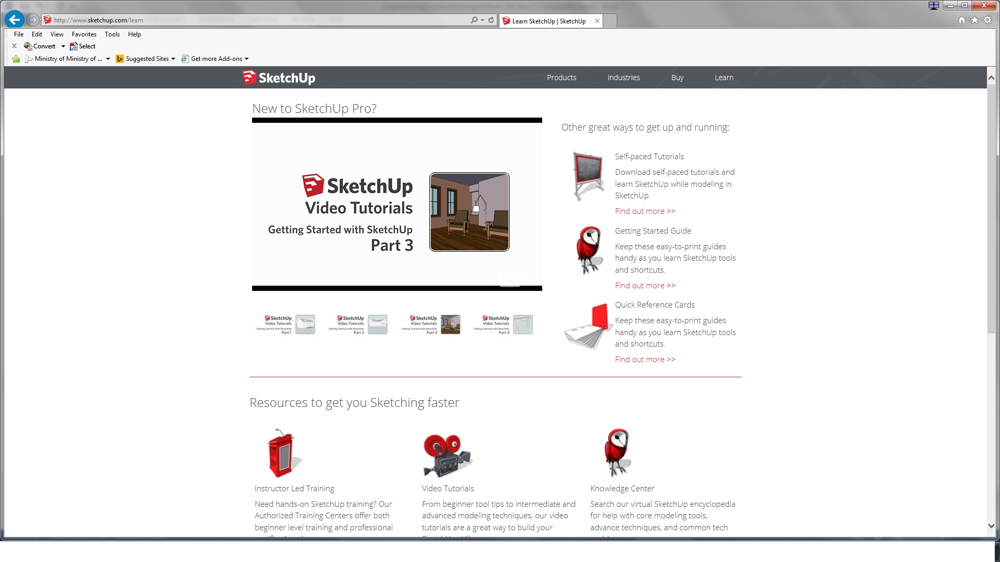 http://www.sketchup.com/learn
Learn SketchUp | SketchUp
File Edit View Favorites Tools Help
Convert Select
Ministry of Ministry of ... Suggested Sites Get more Add-ons
SketchUp
Products Industries Buy Learn
New to SketchUp Pro?
SketchUp
Video Tutorials
Getting Started with SketchUp
Part 3
SketchUp
Video Tutorials
Getting Started with SketchUp
Part 1
SketchUp
Video Tutorials
Getting Started with SketchUp
Part 2
SketchUp
Video Tutorials
Getting Started with SketchUp
Part 3
SketchUp
Video Tutorials
Getting Started with SketchUp
Part 4
Other great ways to get up and running:
Self-paced Tutorials
Download self-paced tutorials and
learn SketchUp while modeling in
SketchUp.
Find out more >>
Getting Started Guide
Keep these easy-to-print guides
handy as you learn SketchUp tools
and shortcuts.
Find out more >>
Quick Reference Cards
Keep these easy-to-print guides
handy as you learn SketchUp tools
and shortcuts.
Find out more >>
Resources to get you Sketching faster
Instructor Led Training
Need hands-on SketchUp training? Our
Authorized Training Centers offer both
beginner level training and professional
Video Tutorials
From beginner tool tips to intermediate and
advanced modeling techniques, our video
tutorials are a great way to build your
Knowledge Center
Search our virtual SketchUp encyclopedia
for help with core modeling tools,
advance techniques, and common tech